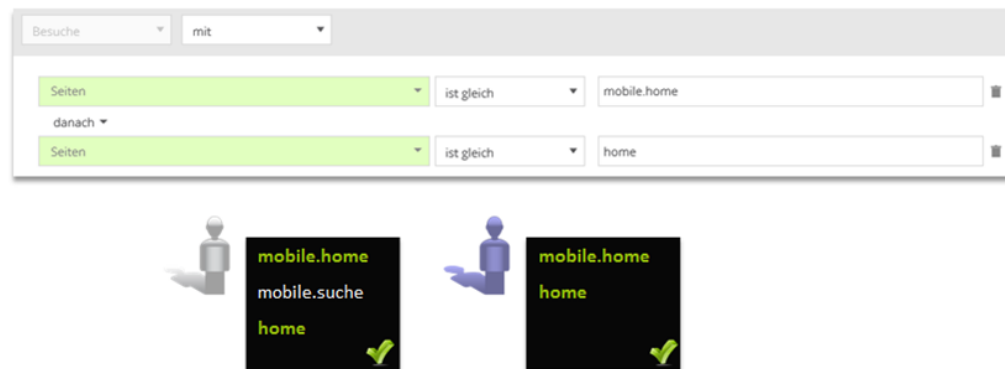 Besuche mit
Seiten ist gleich mobile.home
danach
Seiten ist gleich home
mobile.home
mobile.suche
home
mobile.home
home